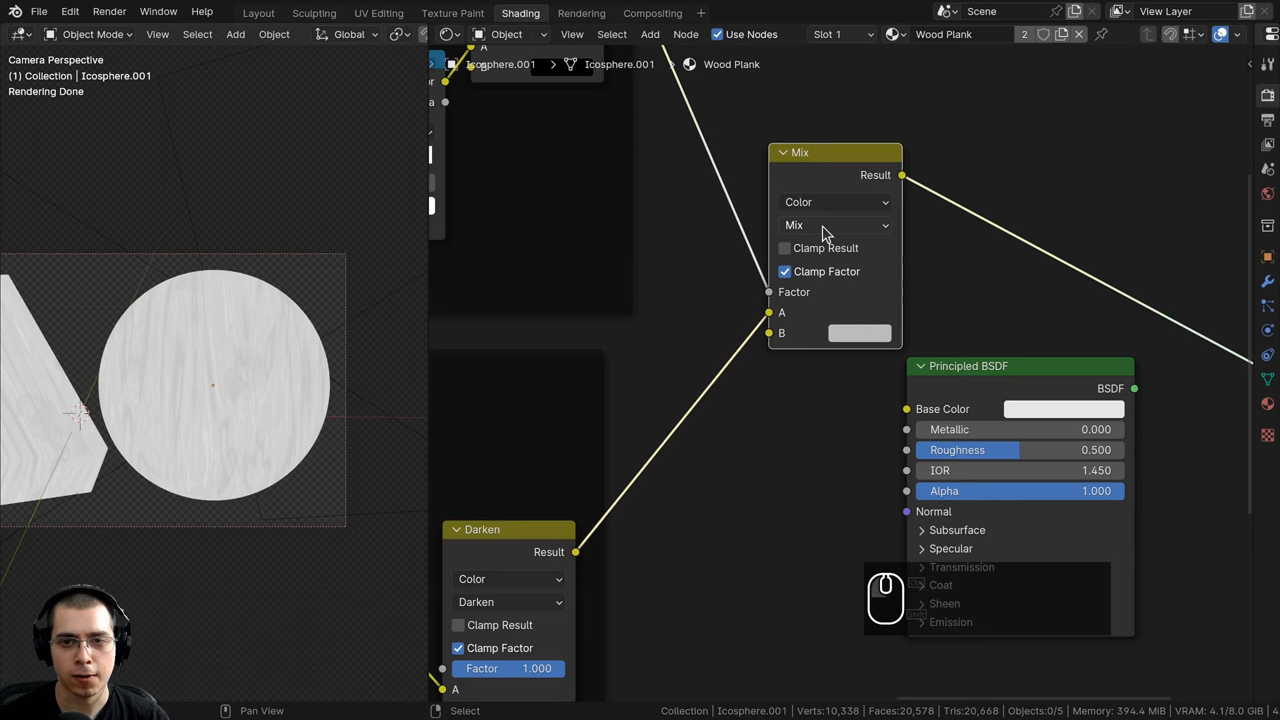 File Edit Render Window Help Layout Sculpting UV Editing Texture Paint Shading Rendering Compositing Scene View Layer
Object Mode View Select Add Object Global Object View Select Add Node Use Nodes Slot 1 Wood Plank 2
Camera Perspective
(1) Collection | Icosphere.001
Rendering Done
A
Icosphere.001 Icosphere.001 Wood Plank
Mix
Result
Color
Mix
Clamp Result
Clamp Factor
Factor
A
B
Principled BSDF
BSDF
Base Color
Metallic 0.000
Roughness 0.500
IOR 1.450
Alpha 1.000
Normal
Subsurface
Specular
Transmission
Coat
Sheen
Emission
Darken
Result
Color
Darken
Clamp Result
Clamp Factor
Factor 1.000
A
Pan View Select Collection | Icosphere.001 | Verts:10,338 | Faces:20,578 | Tris:20,668 | Objects:0/5 | Memory: 394.4 MiB | VRAM: 4.1/8.0 GiB | 4